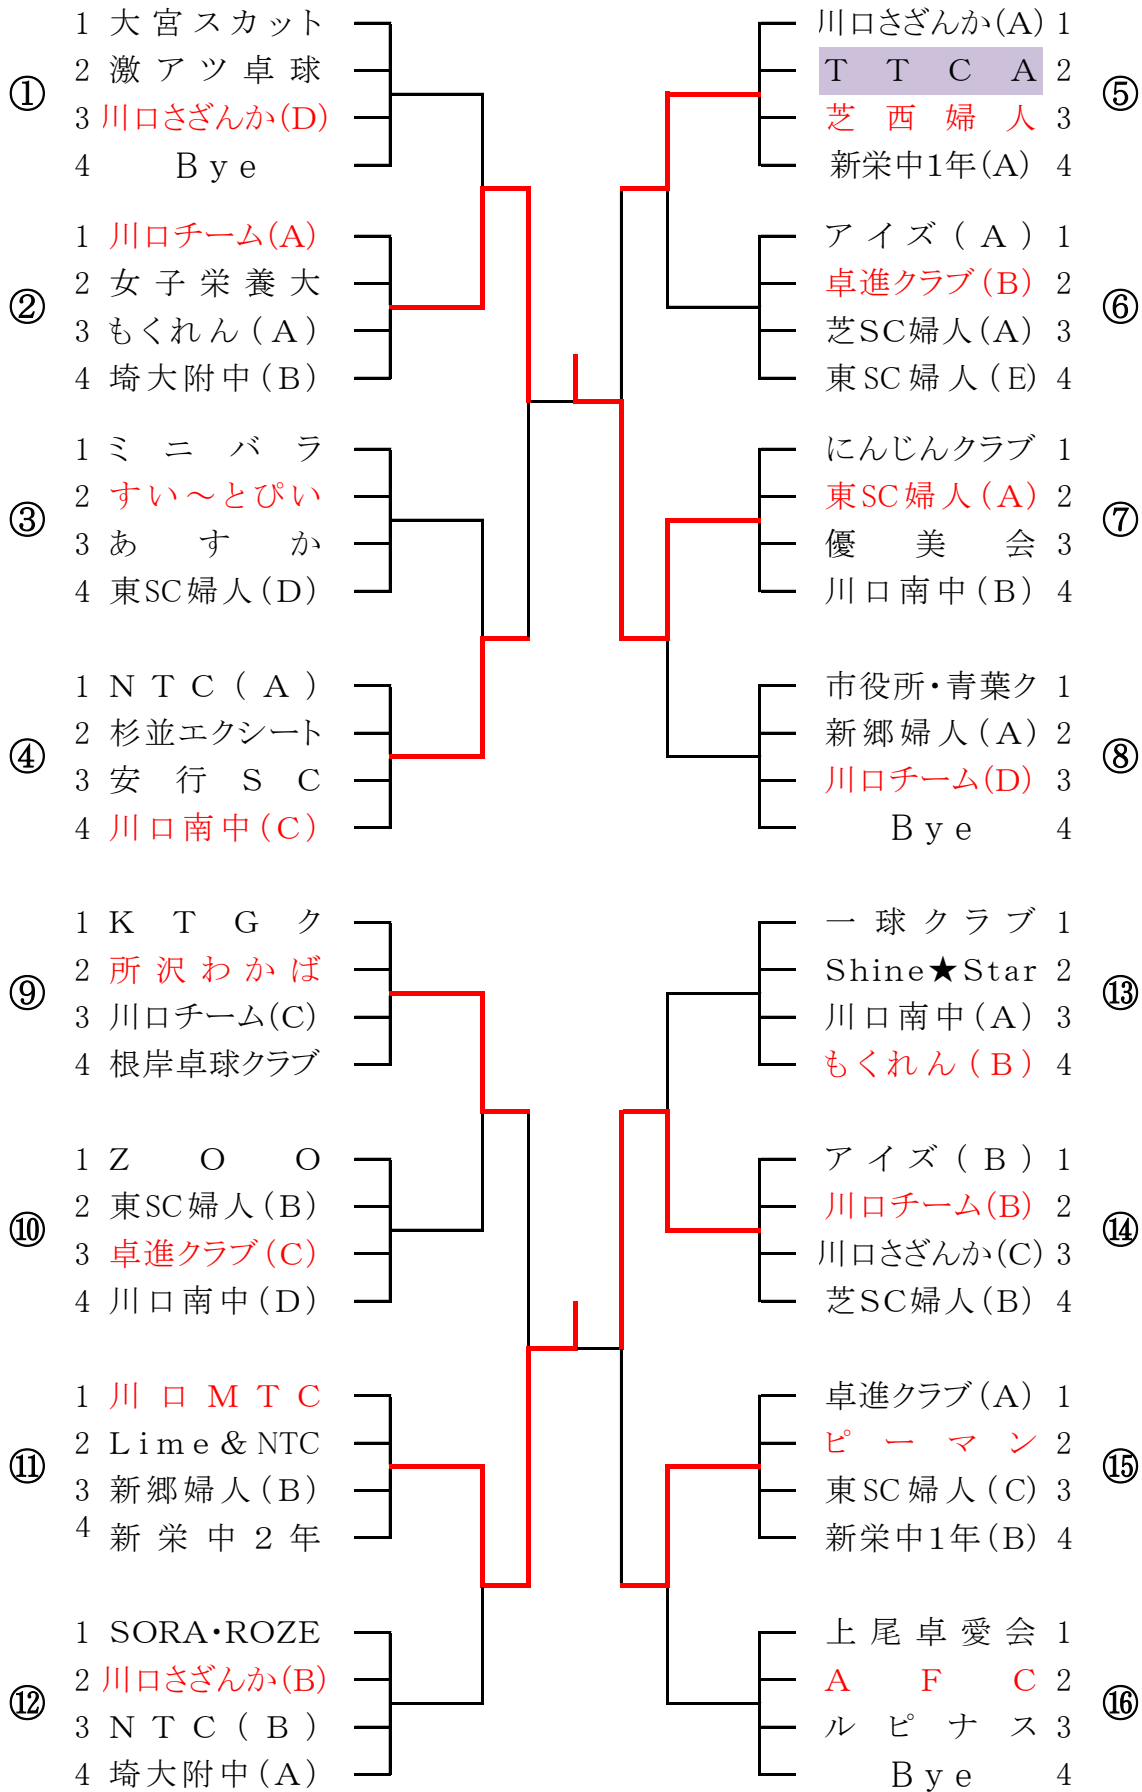 ①
1 大宮スカット
2 激アツ卓球
3 川口さざんか(D)
4 Bye
②
1 川口チーム(A)
2 女子栄養大
3 もくれん(A)
4 埼大附中(B)
③
1 ミニバラ
2 すい～とぴい
3 あすか
4 東SC婦人(D)
④
1 NTC(A)
2 杉並エクシート
3 安行SC
4 川口南中(C)
⑤
川口さざんか(A) 1
TTCA 2
芝西婦人 3
新栄中1年(A) 4
⑥
アイズ(A) 1
卓進クラブ(B) 2
芝SC婦人(A) 3
東SC婦人(E) 4
⑦
にんじんクラブ 1
東SC婦人(A) 2
優美会 3
川口南中(B) 4
⑧
市役所・青葉ク 1
新郷婦人(A) 2
川口チーム(D) 3
Bye 4
⑨
1 KTGク
2 所沢わかば
3 川口チーム(C)
4 根岸卓球クラブ
⑩
1 ZOO
2 東SC婦人(B)
3 卓進クラブ(C)
4 川口南中(D)
⑪
1 川口MTC
2 Lime&NTC
3 新郷婦人(B)
4 新栄中2年
⑫
1 SORA・ROZE
2 川口さざんか(B)
3 NTC(B)
4 埼大附中(A)
⑬
一球クラブ 1
Shine★Star 2
川口南中(A) 3
もくれん(B) 4
⑭
アイズ(B) 1
川口チーム(B) 2
川口さざんか(C) 3
芝SC婦人(B) 4
⑮
卓進クラブ(A) 1
ピーマン 2
東SC婦人(C) 3
新栄中1年(B) 4
⑯
上尾卓愛会 1
AFC 2
ルピナス 3
Bye 4